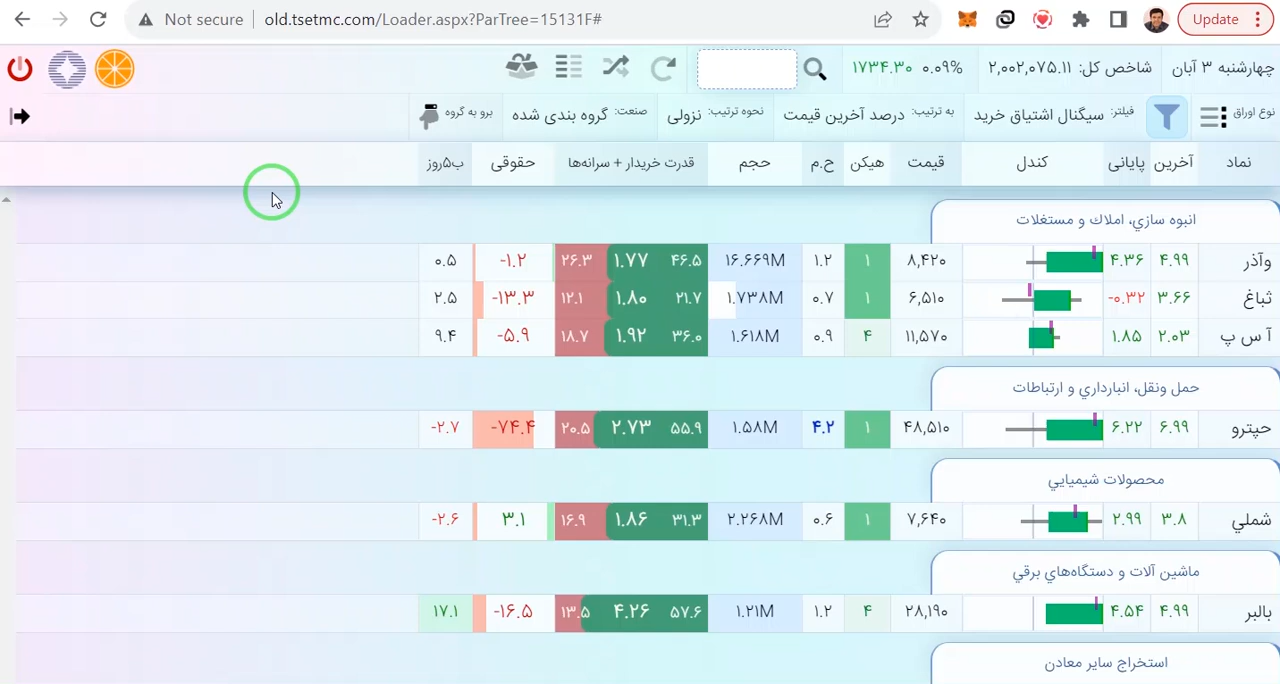 Not secure | old.tsetmc.com/Loader.aspx?ParTree=15131F# Update
چهارشنبه ۳ آبان شاخص کل: ۲,۰۰۲,۰۷۵.۱۱ ۰.۰۹% ۱۷۳۴.۳۰
نوع اوراق فیلتر: سیگنال اشتیاق خرید به ترتیب: درصد آخرین قیمت نحوه ترتیب: نزولی صنعت: گروه بندی شده برو به گروه
نماد آخرین پایانی کندل قیمت هیکن ح.م حجم قدرت خریدار + سرانه‌ها حقوقی ب۵روز
انبوه سازي، املاك و مستغلات
وآذر ۴.۹۹ ۴.۳۶ ۸,۴۲۰ ۱ ۱.۲ ۱۶.۶۶۹M ۴۶.۵ ۱.۷۷ ۲۶.۳ -۱.۲ ۰.۵
ثباغ ۳.۶۶ -۰.۳۲ ۶,۵۱۰ ۱ ۰.۷ ۱.۷۳۸M ۲۱.۷ ۱.۸۰ ۱۲.۱ -۱۳.۳ ۲.۵
آ س پ ۲.۰۳ ۱.۸۵ ۱۱,۵۷۰ ۴ ۰.۹ ۱.۶۱۸M ۳۶.۰ ۱.۹۲ ۱۸.۷ -۵.۹ ۹.۴
حمل ونقل، انبارداري و ارتباطات
حپترو ۶.۹۹ ۶.۲۲ ۴۸,۵۱۰ ۱ ۴.۲ ۱.۵۸M ۵۵.۹ ۲.۷۳ ۲۰.۵ -۷۴.۴ -۲.۷
محصولات شيميايي
شملي ۳.۸ ۲.۹۹ ۷,۶۴۰ ۱ ۰.۶ ۲.۲۶۸M ۳۱.۳ ۱.۸۶ ۱۶.۹ ۳.۱ -۲.۶
ماشين آلات و دستگاه‌هاي برقي
بالبر ۴.۹۹ ۴.۵۴ ۲۸,۱۹۰ ۴ ۱.۲ ۱.۲۱M ۵۷.۶ ۴.۲۶ ۱۳.۵ -۱۶.۵ ۱۷.۱
استخراج ساير معادن